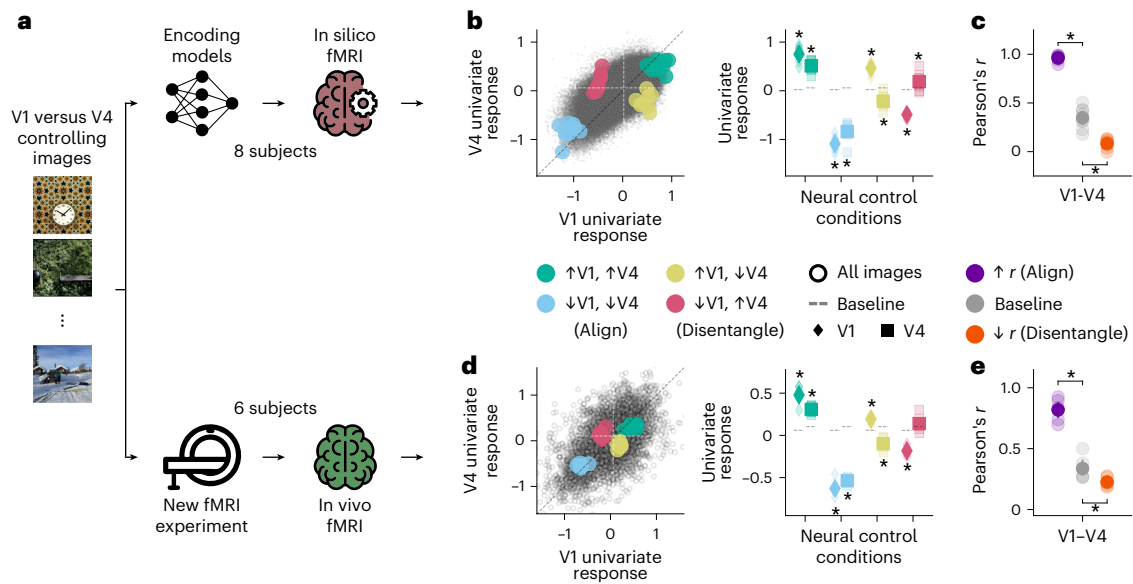 a
V1 versus V4
controlling
images
⋮
Encoding
models
In silico
fMRI
8 subjects
6 subjects
New fMRI
experiment
In vivo
fMRI
b
V4 univariate
response
1
0
−1
−1
0
1
V1 univariate
response
Univariate
response
1
0
−1
*
*
* *
*
*
*
*
Neural control
conditions
c
Pearson's r
1.0
0.5
0
*
*
V1-V4
↑V1, ↑V4
↑V1, ↓V4
All images
↑ r (Align)
↓V1, ↓V4
↓V1, ↑V4
Baseline
Baseline
(Align)
(Disentangle)
V1
V4
↓ r (Disentangle)
d
V4 univariate
response
1
0
−1
−1
0
1
V1 univariate
response
Univariate
response
0.5
0
−0.5
*
*
*
*
*
*
*
Neural control
conditions
e
Pearson's r
1.0
0.5
0
*
*
V1–V4